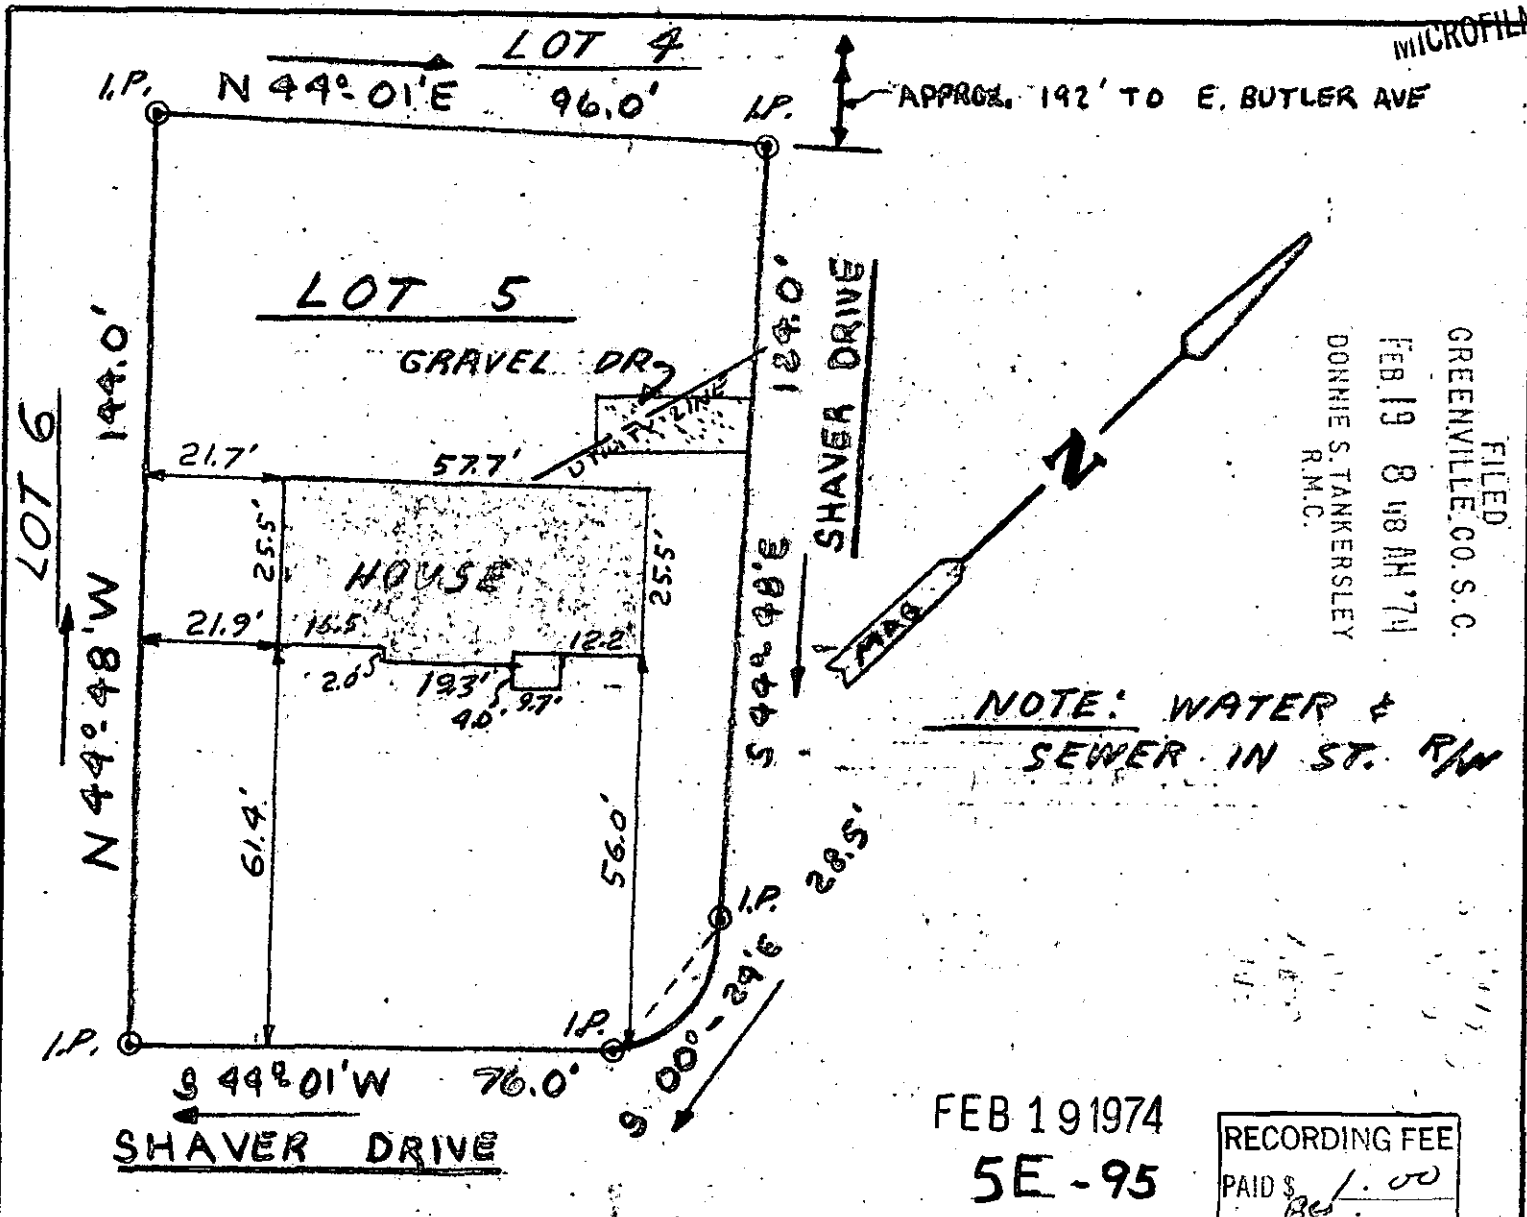 MICROFILM
LOT 4
I.P. N 44°-01'E 96.0' I.P.
APPROX. 192' TO E. BUTLER AVE
LOT 5
GRAVEL DR.
UTILITY LINE
124.0'
SHAVER DRIVE
S 44°-48'E
LOT 6
N 44°-48'W 144.0'
21.7'
57.7'
25.5'
HOUSE
25.5'
21.9'
16.5
12.2
2.0'
19.3'
4.0'
9.7'
61.4'
56.0'
I.P.
28.5'
S 00°-29'E
I.P.
I.P.
S 44°-01'W 76.0'
SHAVER DRIVE
N
MAG
NOTE: WATER &
SEWER IN ST. R/W
FILED
GREENVILLE.CO.S.C.
FEB 19 8 48 AM '74
DONNIE S.TANKERSLEY
R.M.C.
FEB 19 1974
5E-95
RECORDING FEE
PAID $ 1.00